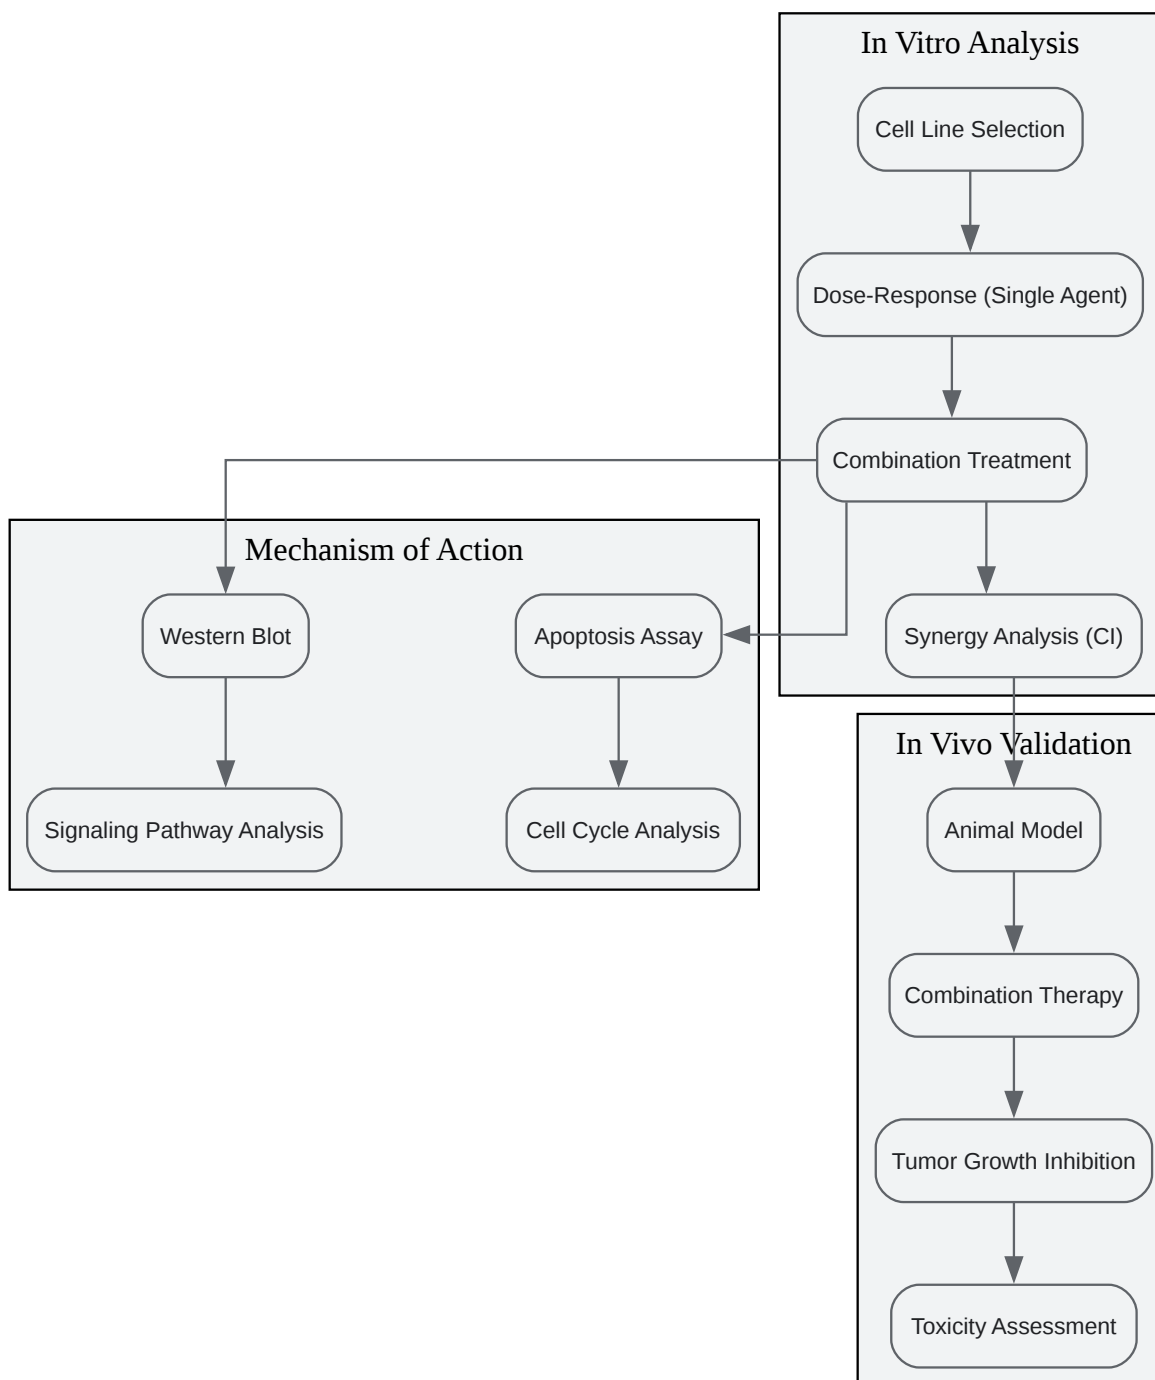 In Vitro Analysis
Cell Line Selection
Dose-Response (Single Agent)
Combination Treatment
Mechanism of Action
Western Blot
Apoptosis Assay
Synergy Analysis (CI)
In Vivo Validation
Signaling Pathway Analysis
Cell Cycle Analysis
Animal Model
Combination Therapy
Tumor Growth Inhibition
Toxicity Assessment